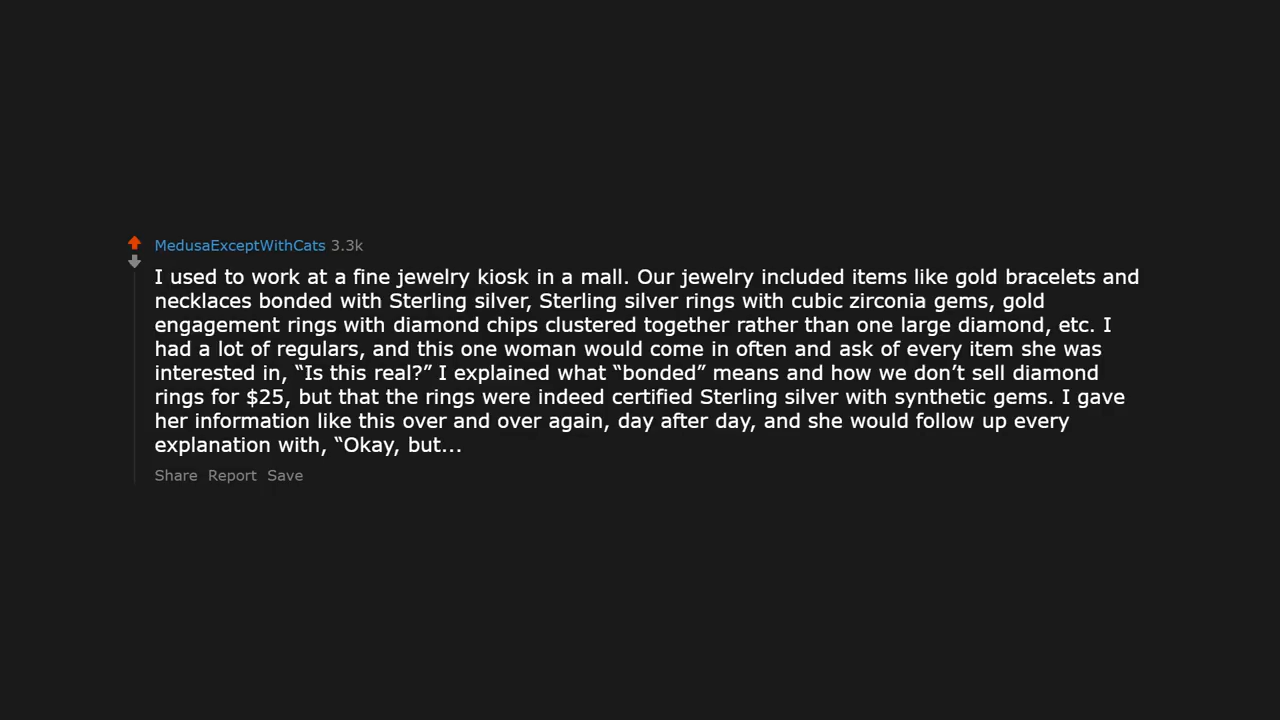 MedusaExceptWithCats 3.3k
I used to work at a fine jewelry kiosk in a mall. Our jewelry included items like gold bracelets and
necklaces bonded with Sterling silver, Sterling silver rings with cubic zirconia gems, gold
engagement rings with diamond chips clustered together rather than one large diamond, etc. I
had a lot of regulars, and this one woman would come in often and ask of every item she was
interested in, “Is this real?” I explained what “bonded” means and how we don’t sell diamond
rings for $25, but that the rings were indeed certified Sterling silver with synthetic gems. I gave
her information like this over and over again, day after day, and she would follow up every
explanation with, “Okay, but...
Share Report Save